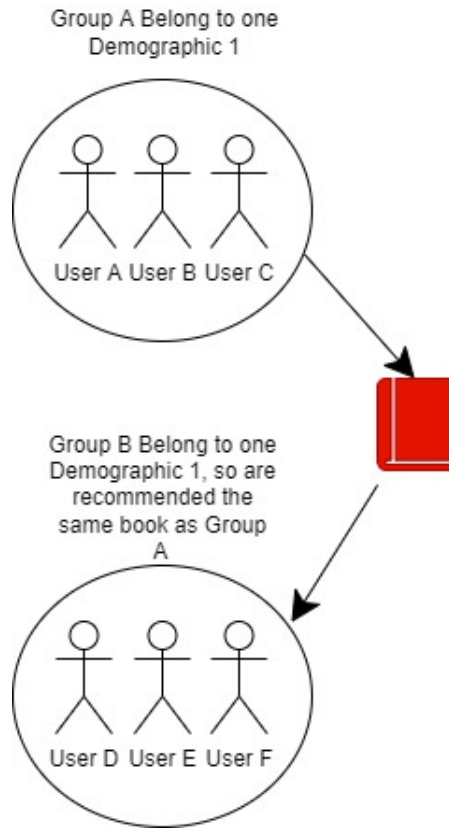 Group A Belong to one
Demographic 1
User A User B User C
Group B Belong to one
Demographic 1, so are
recommended the
same book as Group
A
User D User E User F